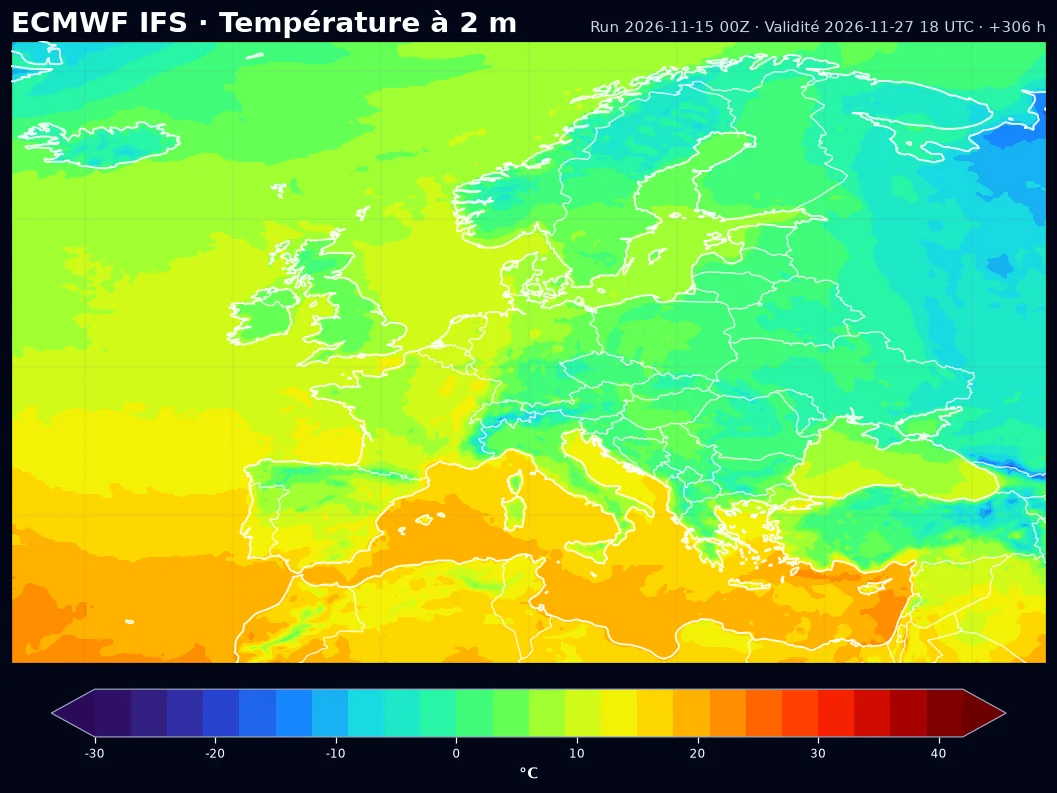 ECMWF IFS · Température à 2 m
Run 2026-11-15 00Z · Validité 2026-11-27 18 UTC · +306 h
-30 -20 -10 0 10 20 30 40
°C